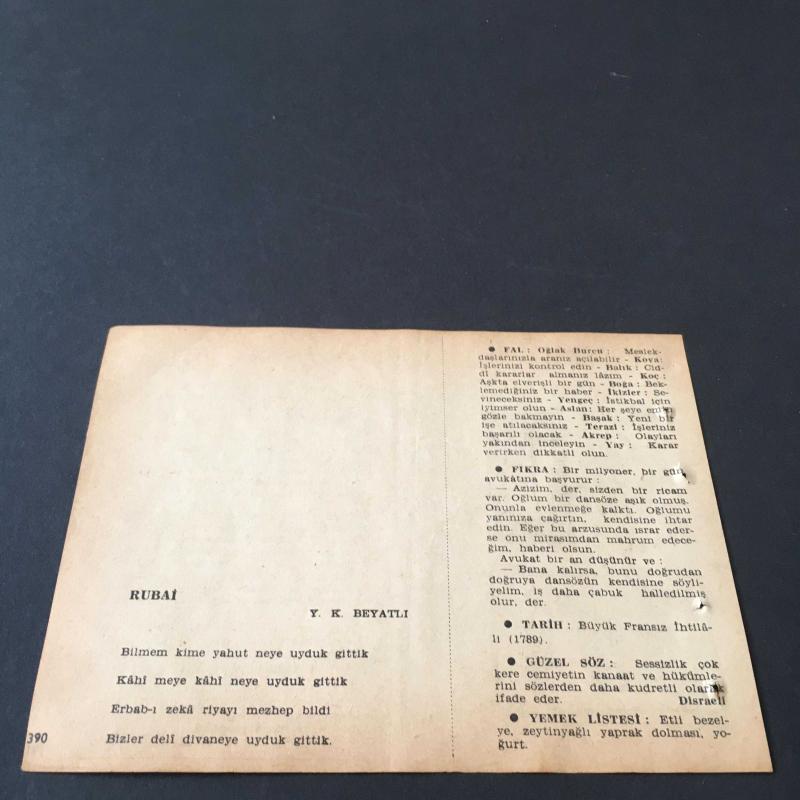 RUBAİ
Y. K. BEYATLI
Bilmem kime yahut neye uyduk gittik
Kâhî meye kâhî neye uyduk gittik
Erbab-ı zekâ riyayı mezhep bildi
Bizler delî divaneye uyduk gittik.
390
● FAL : Oğlak Burcu : Meslek-
daşlarınızla aranız açılabilir - Kova:
İşlerinizi kontrol edin - Balık : Cid-
dî kararlar almanız lâzım - Koç :
Aşkta elverişli bir gün - Boğa : Bek-
lemediğiniz bir haber - İkizler : Se-
vineceksiniz - Yengeç : İstikbal için
iyimser olun - Aslan: Her şeye emin
gözle bakmayın - Başak : Yeni bir
işe atılacaksınız - Terazi : İşleriniz
başarılı olacak - Akrep : Olayları
yakından inceleyin - Yay : Karar
verirken dikkatli olun.
● FIKRA : Bir milyoner, bir gün,
avukâtına başvurur :
— Azizim, der, sizden bir ricam
var. Oğlum bir dansöze aşık olmuş.
Onunla evlenmeğe kalktı. Oğlumu
yanınıza çağırtın, kendisine ihtar
edin. Eğer bu arzusunda ısrar eder-
se onu mirasımdan mahrum edece-
ğim, haberi olsun.
Avukat bir an düşünür ve :
— Bana kalırsa, bunu doğrudan
doğruya dansözün kendisine söyli-
yelim, iş daha çabuk halledilmiş
olur, der.
● TARİH : Büyük Fransız İhtilâ-
li (1789).
● GÜZEL SÖZ : Sessizlik çok
kere cemiyetin kanaat ve hükümle-
rini sözlerden daha kudretli olarak
ifade eder. Disraeli
● YEMEK LİSTESİ : Etli bezel-
ye, zeytinyağlı yaprak dolması, yo-
ğurt.